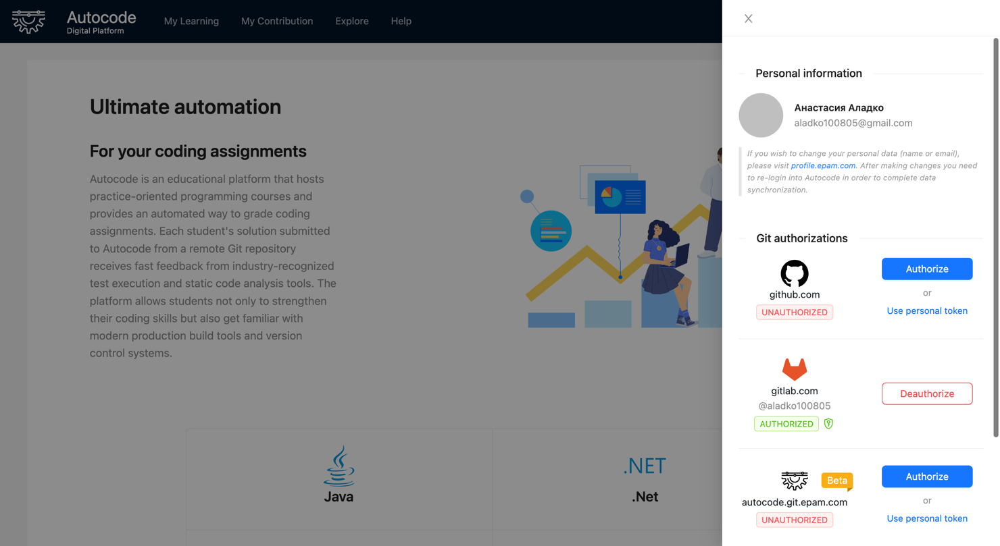 Autocode
Digital Platform
My Learning
My Contribution
Explore
Help
Ultimate automation
For your coding assignments
Autocode is an educational platform that hosts
practice-oriented programming courses and
provides an automated way to grade coding
assignments. Each student's solution submitted
to Autocode from a remote Git repository
receives fast feedback from industry-recognized
test execution and static code analysis tools. The
platform allows students not only to strengthen
their coding skills but also get familiar with
modern production build tools and version
control systems.
Java
.NET
.Net
Personal information
Анастасия Аладко
aladko100805@gmail.com
If you wish to change your personal data (name or email),
please visit profile.epam.com. After making changes you need
to re-login into Autocode in order to complete data
synchronization.
Git authorizations
github.com
UNAUTHORIZED
Authorize
or
Use personal token
gitlab.com
@aladko100805
AUTHORIZED
Deauthorize
Beta
autocode.git.epam.com
UNAUTHORIZED
Authorize
or
Use personal token